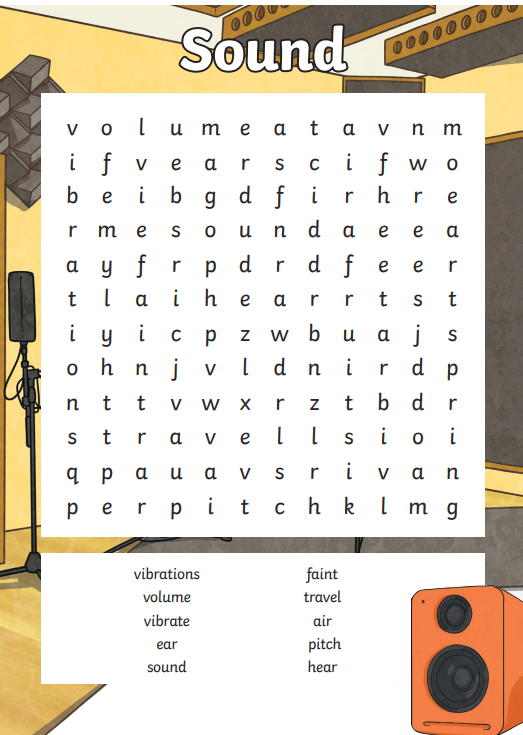 Sound
v o l u m e a t a v n m
i f v e a r s c i f w o
b e i b g d f i r h r e
r m e s o u n d a e e a
a y f r p d r d f e e r
t l a i h e a r r t s t
i y i c p z w b u a j s
o h n j v l d n i r d p
n t t v w x r z t b d r
s t r a v e l l s i o i
q p a u a v s r i v a n
p e r p i t c h k l m g
vibrations faint
volume travel
vibrate air
ear pitch
sound hear